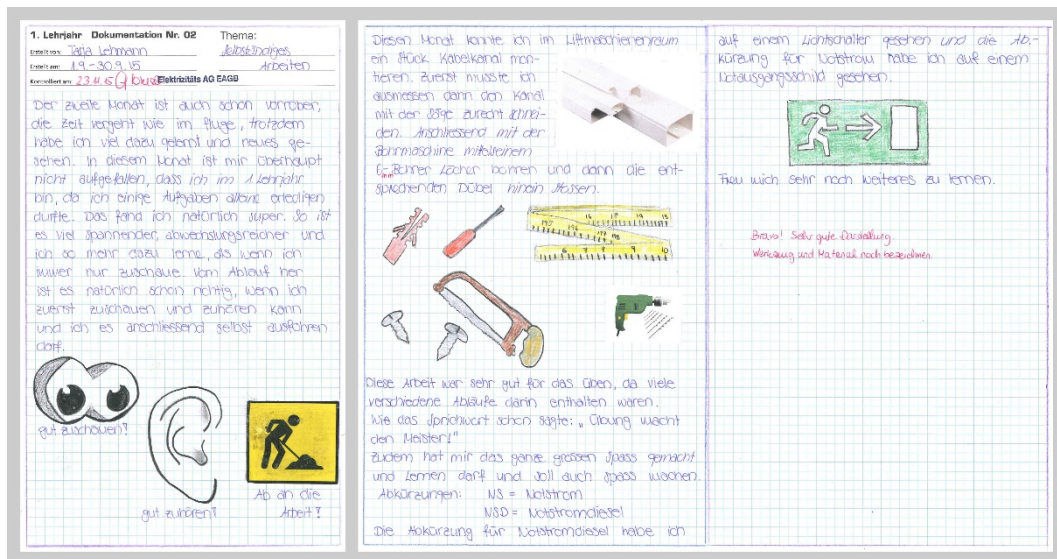 1. Lehrjahr Dokumentation Nr. 02 Thema:
Erstellt von: Tanja Lehmann Selbständiges
Erstellt am: 1.9.-30.9.15 Arbeiten
Kontrolliert am: 23.11.15 Elektrizitäts AG EAGB
Der zweite Monat ist auch schon vorrüber,
die Zeit vergeht wie im fluge, trotzdem
habe ich viel dazu gelernt und neues ge-
sehen. In diesem Monat ist mir überhaupt
nicht aufgefallen, dass ich im 1. Lehrjahr
bin, da ich einige Aufgaben alleine erledigen
durfte. Das fand ich natürlich super. So ist
es viel spannender, abwechslungsreicher und
ich so mehr dazu lerne, als wenn ich
immer nur zuschaue. Vom Ablauf her
ist es natürlich schon richtig, wenn ich
zuerst zuschauen und zuhören kann
und ich es anschliessend selbst ausführen
darf.
gut zuschauen!
gut zuhören!
Ab an die
Arbeit!
Diesen Monat konnte ich im Liftmaschienenraum
ein Stück Kabelkanal mon-
tieren. Zuerst musste ich
ausmessen dann den Kanal
mit der Säge zurecht schnei-
den. Anschliessend mit der
Bohrmaschine mittels einem
6-mm Bohrer Löcher bohren und dann die ent-
sprechenden Dübel hinein stossen.
Diese Arbeit war sehr gut für das üben, da viele
verschiedene Abläufe darin enthalten waren.
Wie das Sprichwort schon sagte: „Übung macht
den Meister!"
Zudem hat mir das ganze grossen Spass gemacht
und Lernen darf und soll auch spass machen.
Abkürzungen: NS = Notstrom
NSD = Notstromdiesel
Die Abkürzung für Notstromdiesel habe ich
auf einem Lichtschalter gesehen und die Ab-
kürzung für Notstrom habe ich auf einem
Notausgangsschild gesehen.
Freu mich sehr noch weiteres zu lernen.
Bravo! Sehr gute Darstellung.
Werkzeug und Material noch bezeichnen.